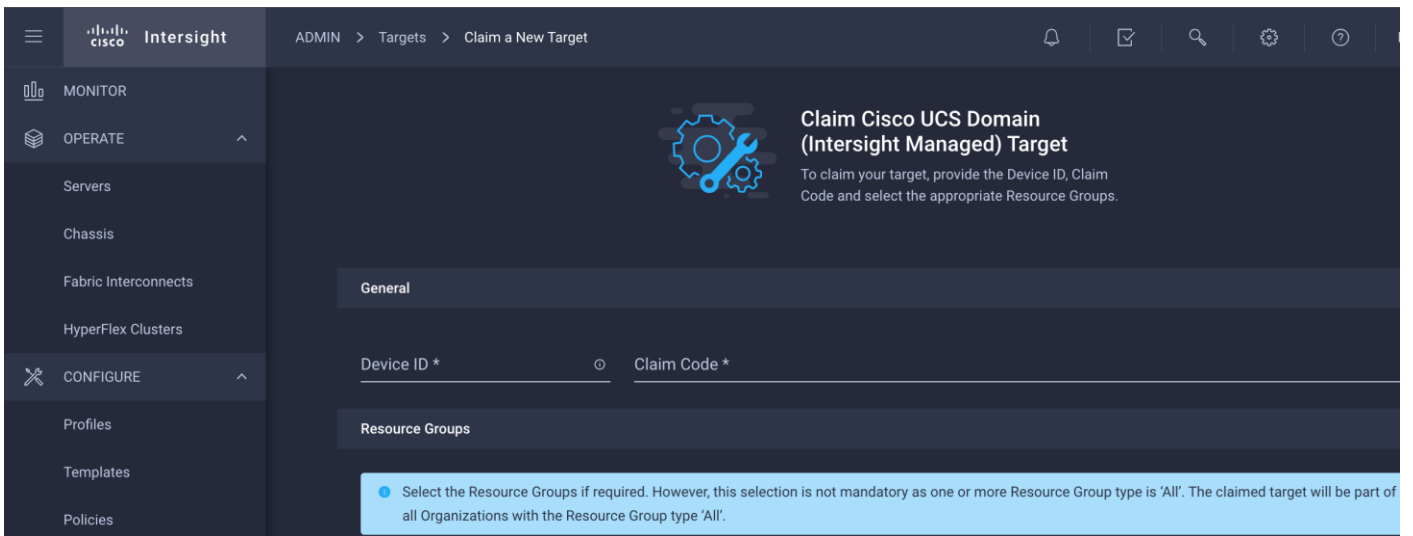 cisco Intersight
ADMIN > Targets > Claim a New Target
MONITOR
OPERATE
Servers
Chassis
Fabric Interconnects
HyperFlex Clusters
CONFIGURE
Profiles
Templates
Policies
Claim Cisco UCS Domain
(Intersight Managed) Target
To claim your target, provide the Device ID, Claim
Code and select the appropriate Resource Groups.
General
Device ID * Claim Code *
Resource Groups
Select the Resource Groups if required. However, this selection is not mandatory as one or more Resource Group type is ‘All’. The claimed target will be part of
all Organizations with the Resource Group type ‘All’.